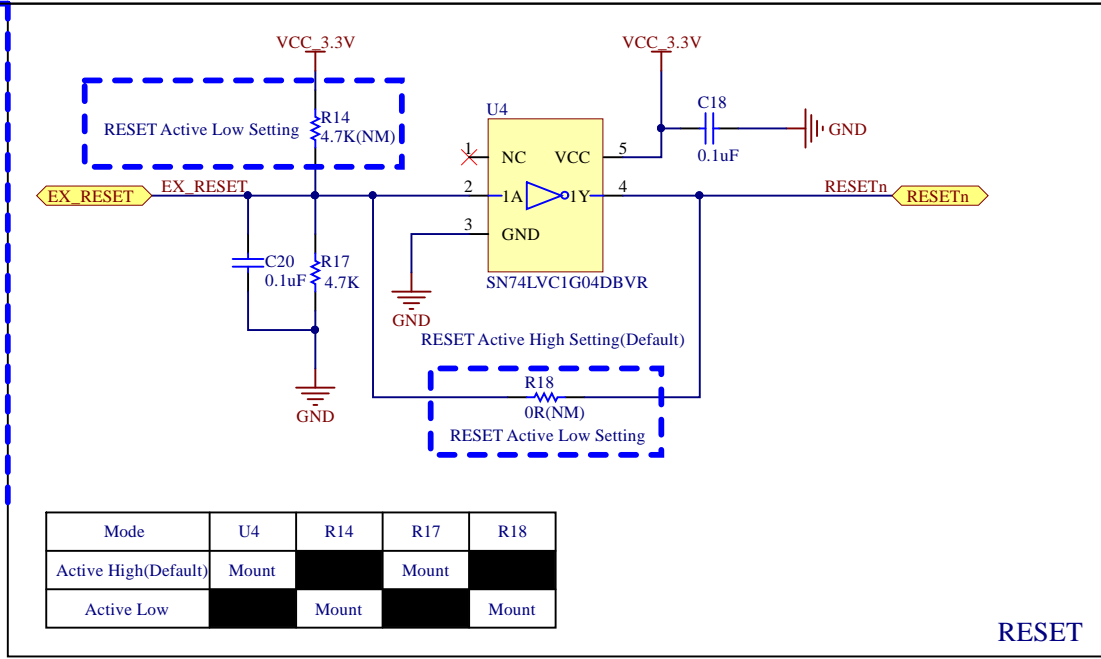 VCC_3.3V
VCC_3.3V
RESET Active Low Setting
R14
4.7K(NM)
U4
C18
0.1uF
GND
1
NC
VCC
5
EX_RESET
EX_RESET
2
1A
1Y
4
RESETn
RESETn
3
GND
C20
0.1uF
R17
4.7K
SN74LVC1G04DBVR
GND
RESET Active High Setting(Default)
R18
0R(NM)
RESET Active Low Setting
GND
Mode U4 R14 R17 R18
Active High(Default) Mount Mount
Active Low Mount Mount
RESET